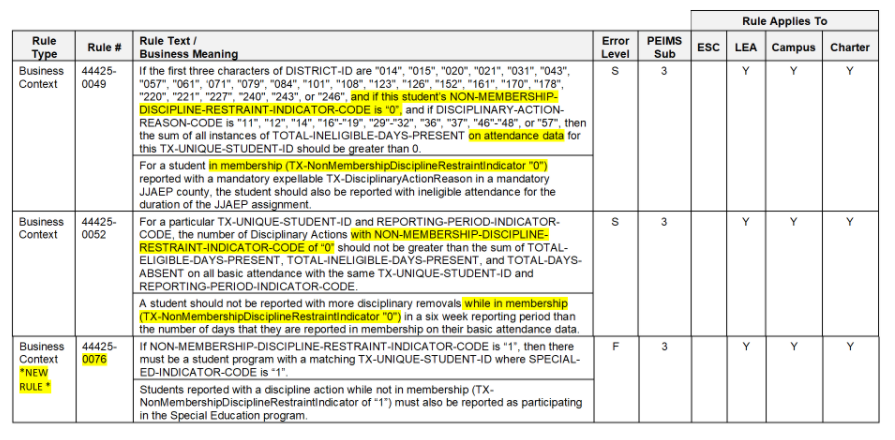 Rule Applies To
Rule Type
Rule #
Rule Text / Business Meaning
Error Level
PEIMS Sub
ESC
LEA
Campus
Charter
Business Context
44425-0049
If the first three characters of DISTRICT-ID are "014", "015", "020", "021", "031", "043",
"057", "061", "071", "079", "084", "101", "108", "123", "126", "152", "161", "170", "178",
"220", "221", "227", "240", "243", or "246", and if this student's NON-MEMBERSHIP-
DISCIPLINE-RESTRAINT-INDICATOR-CODE is "0", and if DISCIPLINARY-ACTION-
REASON-CODE is "11", "12", "14", "16"-"19", "29"-"32", "36", "37", "46"-"48", or "57", then
the sum of all instances of TOTAL-INELIGIBLE-DAYS-PRESENT on attendance data for
this TX-UNIQUE-STUDENT-ID should be greater than 0.
S
3
Y
Y
Y
For a student in membership (TX-NonMembershipDisciplineRestraintIndicator "0")
reported with a mandatory expellable TX-DisciplinaryActionReason in a mandatory
JJAEP county, the student should also be reported with ineligible attendance for the
duration of the JJAEP assignment.
Business Context
44425-0052
For a particular TX-UNIQUE-STUDENT-ID and REPORTING-PERIOD-INDICATOR-
CODE, the number of Disciplinary Actions with NON-MEMBERSHIP-DISCIPLINE-
RESTRAINT-INDICATOR-CODE of "0" should not be greater than the sum of TOTAL-
ELIGIBLE-DAYS-PRESENT, TOTAL-INELIGIBLE-DAYS-PRESENT, and TOTAL-DAYS-
ABSENT on all basic attendance with the same TX-UNIQUE-STUDENT-ID and
REPORTING-PERIOD-INDICATOR-CODE.
S
3
Y
Y
Y
A student should not be reported with more disciplinary removals while in membership
(TX-NonMembershipDisciplineRestraintIndicator "0") in a six week reporting period than
the number of days that they are reported in membership on their basic attendance data.
Business Context
*NEW RULE *
44425-0076
If NON-MEMBERSHIP-DISCIPLINE-RESTRAINT-INDICATOR-CODE is "1", then there
must be a student program with a matching TX-UNIQUE-STUDENT-ID where SPECIAL-
ED-INDICATOR-CODE is "1".
F
3
Y
Y
Y
Students reported with a discipline action while not in membership (TX-
NonMembershipDisciplineRestraintIndicator of "1") must also be reported as participating
in the Special Education program.